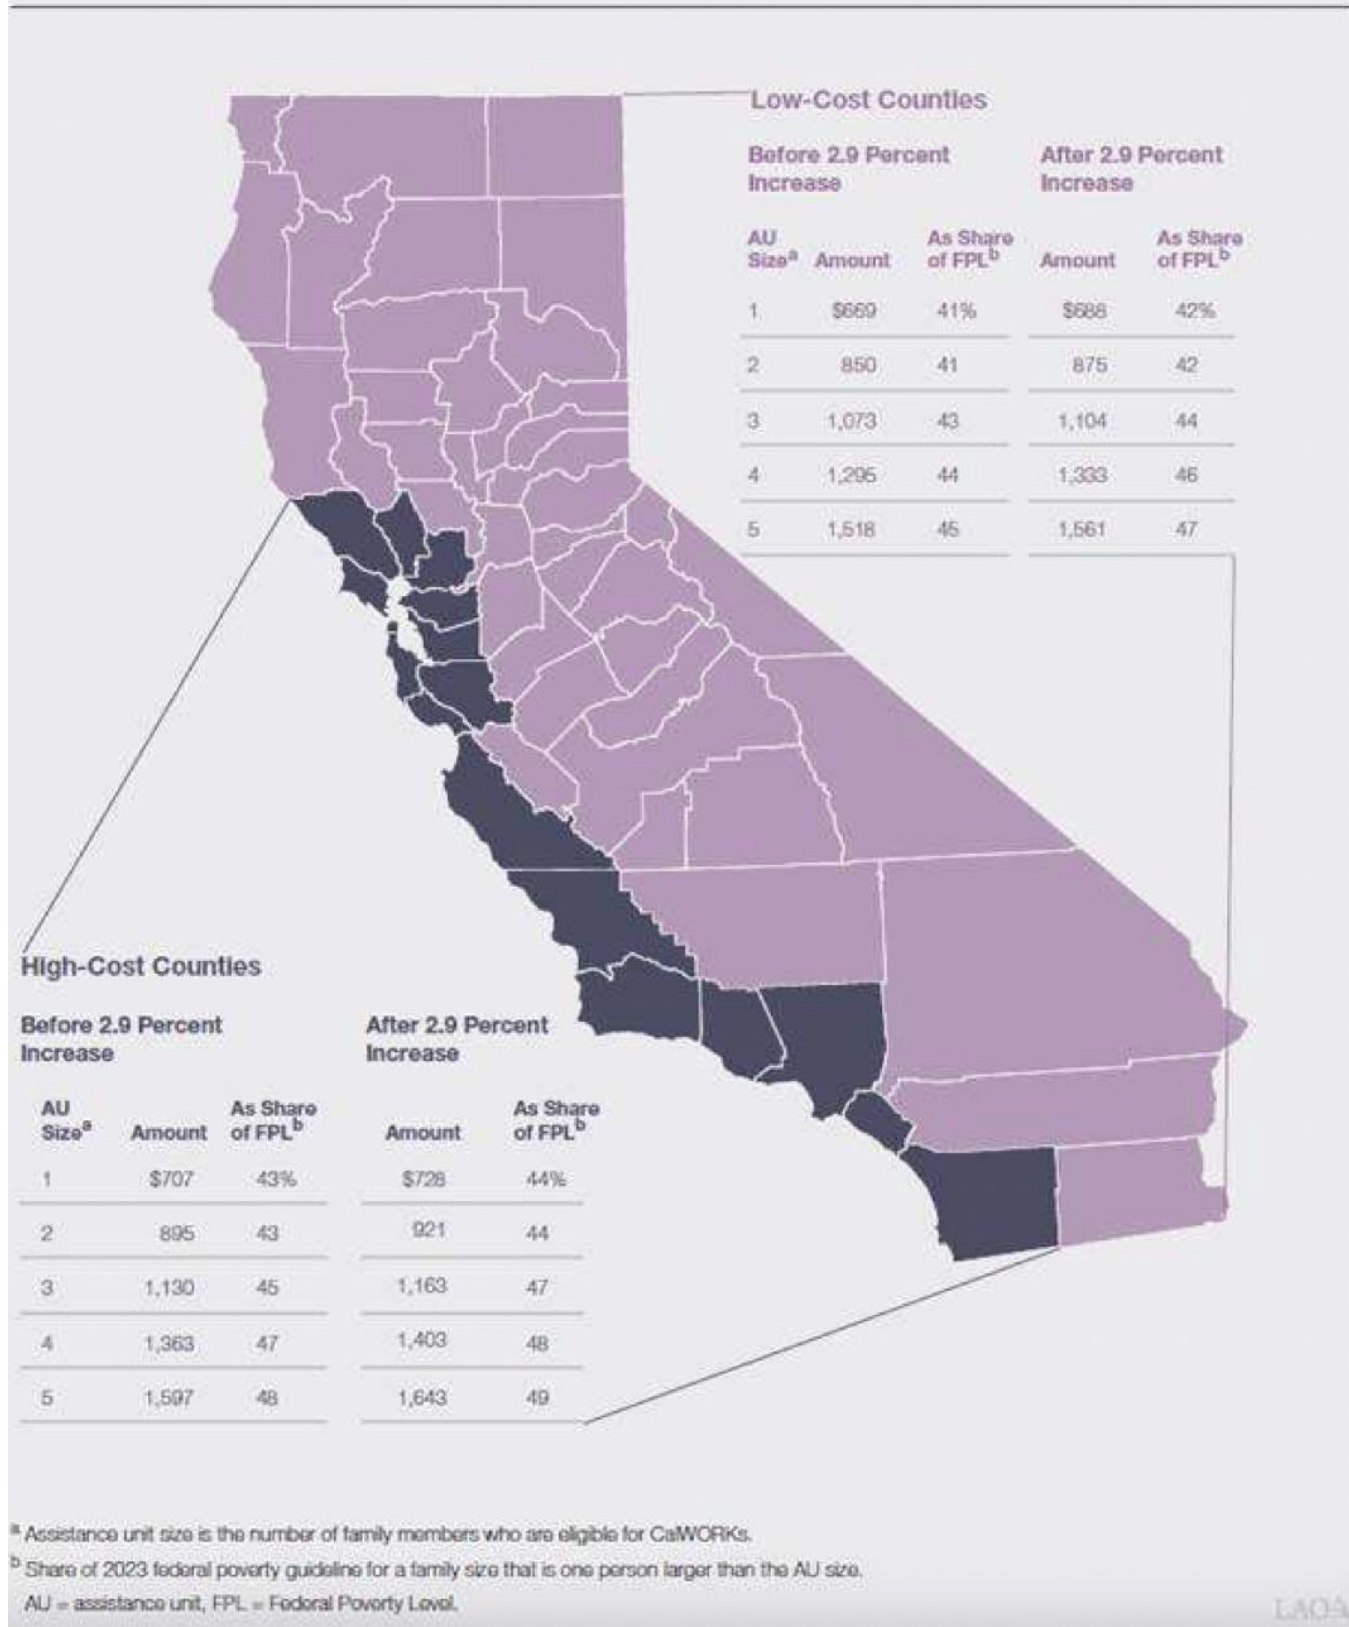 Low-Cost Counties
Before 2.9 Percent Increase
After 2.9 Percent Increase
AU Sizeᵃ Amount As Share of FPLᵇ Amount As Share of FPLᵇ
1 $669 41% $688 42%
2 850 41 875 42
3 1,073 43 1,104 44
4 1,295 44 1,333 46
5 1,518 45 1,561 47
High-Cost Counties
Before 2.9 Percent Increase
After 2.9 Percent Increase
AU Sizeᵃ Amount As Share of FPLᵇ Amount As Share of FPLᵇ
1 $707 43% $728 44%
2 895 43 921 44
3 1,130 45 1,163 47
4 1,363 47 1,403 48
5 1,597 48 1,643 49
ᵃ Assistance unit size is the number of family members who are eligible for CalWORKs.
ᵇ Share of 2023 federal poverty guideline for a family size that is one person larger than the AU size.
AU = assistance unit, FPL = Federal Poverty Level.
LAO